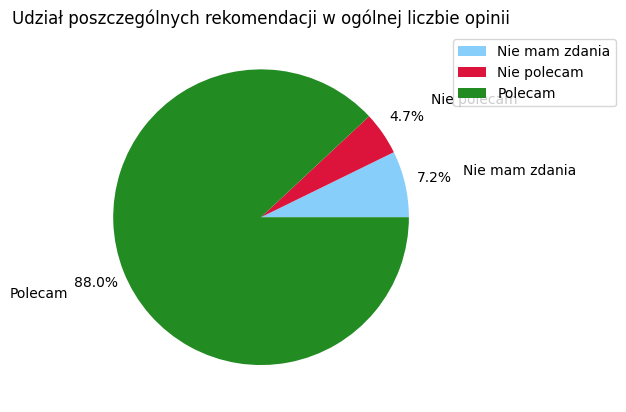 Udział poszczególnych rekomendacji w ogólnej liczbie opinii
Nie mam zdania
Nie polecam
Polecam
4.7%
Nie polecam
7.2%
Nie mam zdania
88.0%
Polecam